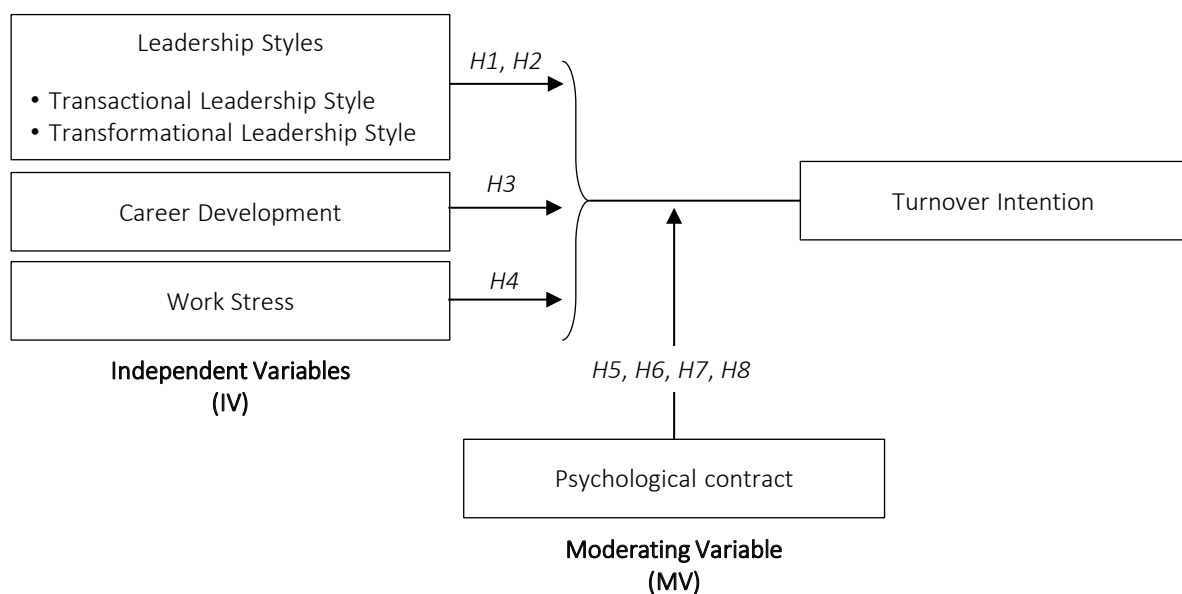 Leadership Styles
• Transactional Leadership Style
• Transformational Leadership Style
H1, H2
Career Development
H3
Turnover Intention
Work Stress
H4
Independent Variables
(IV)
H5, H6, H7, H8
Psychological contract
Moderating Variable
(MV)